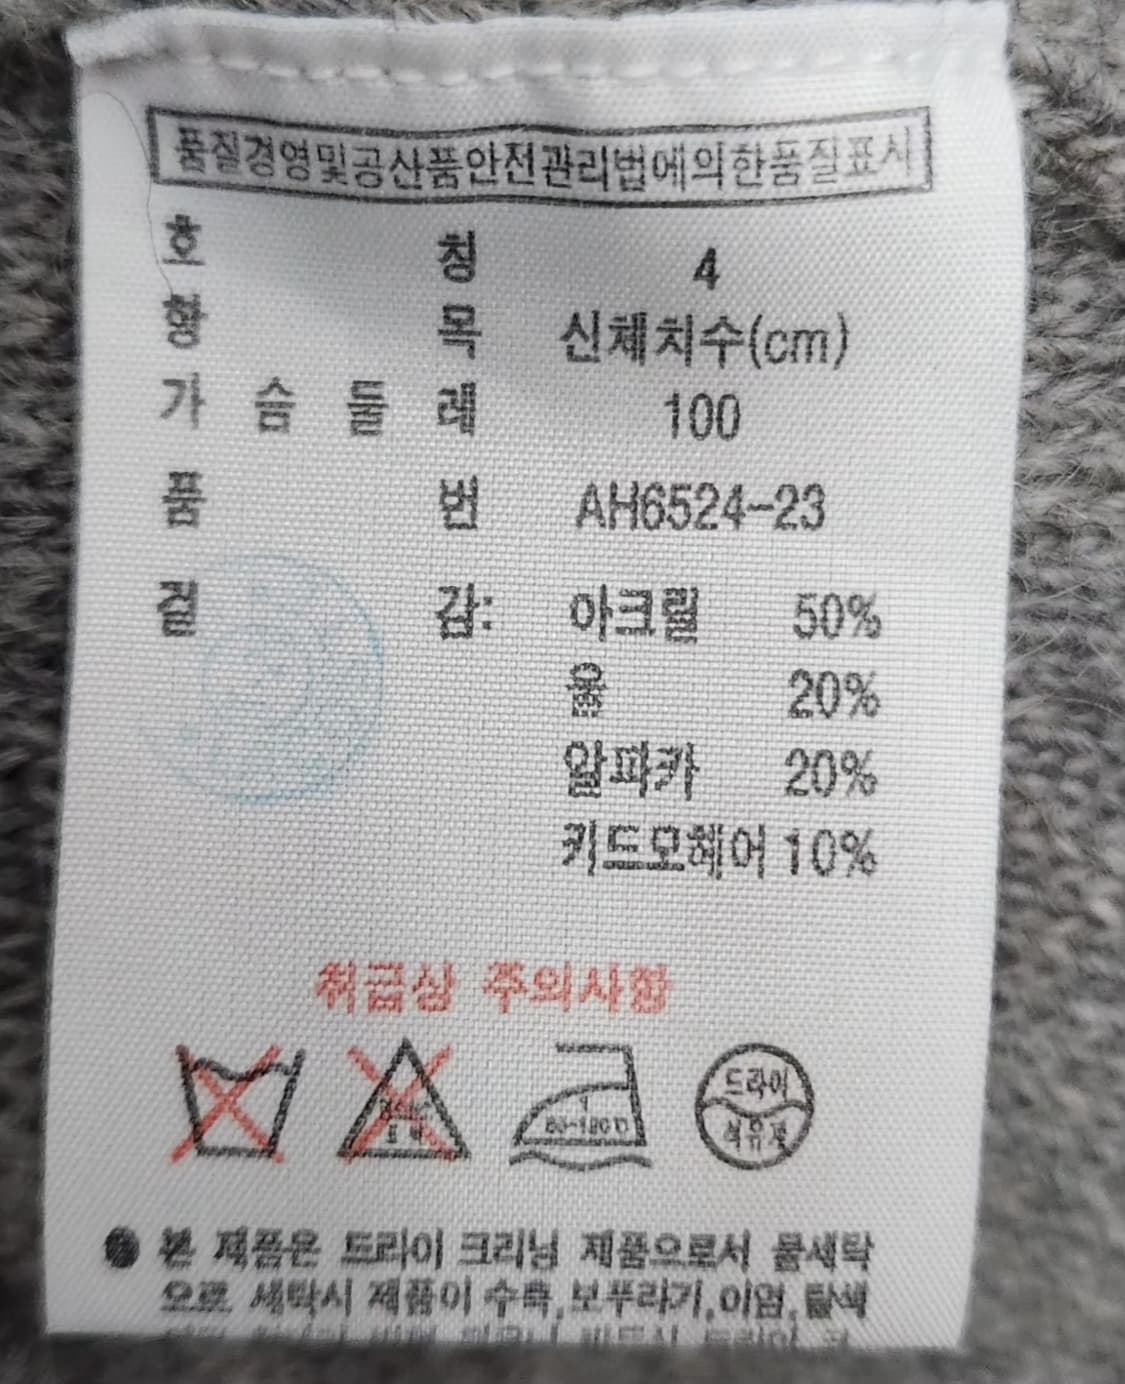 품질경영및공산품안전관리법에의한품질표시
호 칭 4
항 목 신체치수(cm)
가 슴 둘 레 100
품 번 AH6524-23
질 감: 아크릴 50%
울 20%
알파카 20%
키드모헤어 10%
취급상 주의사항
80~120℃
드라이
석유계
● 본 제품은 드라이 크리닝 제품으로서 물세탁
으로 세탁시 제품이 수축,보푸라기,이염,탈색